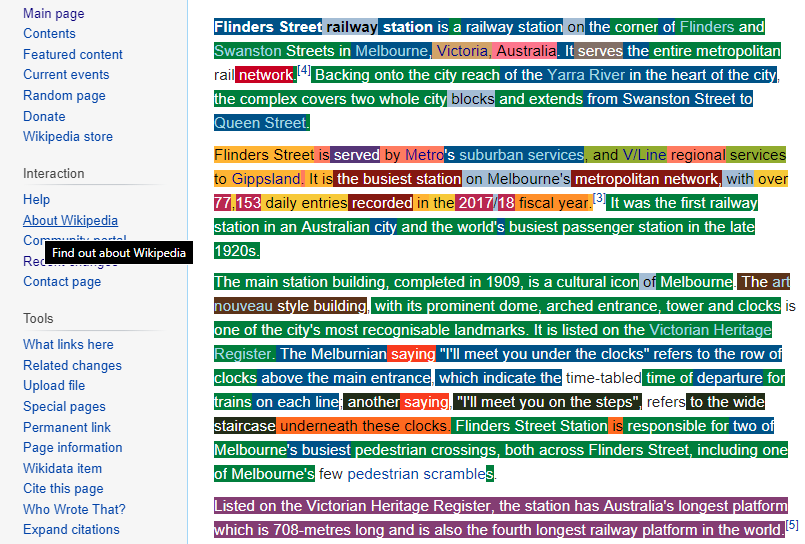 Main page
Contents
Featured content
Current events
Random page
Donate
Wikipedia store
Interaction
Help
About Wikipedia
Community portal
Find out about Wikipedia
Recent changes
Contact page
Tools
What links here
Related changes
Upload file
Special pages
Permanent link
Page information
Wikidata item
Cite this page
Who Wrote That?
Expand citations
Flinders Street railway station is a railway station on the corner of Flinders and
Swanston Streets in Melbourne, Victoria, Australia. It serves the entire metropolitan
rail network.[4] Backing onto the city reach of the Yarra River in the heart of the city,
the complex covers two whole city blocks and extends from Swanston Street to
Queen Street.
Flinders Street is served by Metro's suburban services, and V/Line regional services
to Gippsland. It is the busiest station on Melbourne's metropolitan network, with over
77,153 daily entries recorded in the 2017/18 fiscal year.[3] It was the first railway
station in an Australian city and the world's busiest passenger station in the late
1920s.
The main station building, completed in 1909, is a cultural icon of Melbourne. The art
nouveau style building, with its prominent dome, arched entrance, tower and clocks is
one of the city's most recognisable landmarks. It is listed on the Victorian Heritage
Register. The Melburnian saying "I'll meet you under the clocks" refers to the row of
clocks above the main entrance, which indicate the time-tabled time of departure for
trains on each line; another saying, "I'll meet you on the steps", refers to the wide
staircase underneath these clocks. Flinders Street Station is responsible for two of
Melbourne's busiest pedestrian crossings, both across Flinders Street, including one
of Melbourne's few pedestrian scrambles.
Listed on the Victorian Heritage Register, the station has Australia's longest platform
which is 708-metres long and is also the fourth longest railway platform in the world.[5]